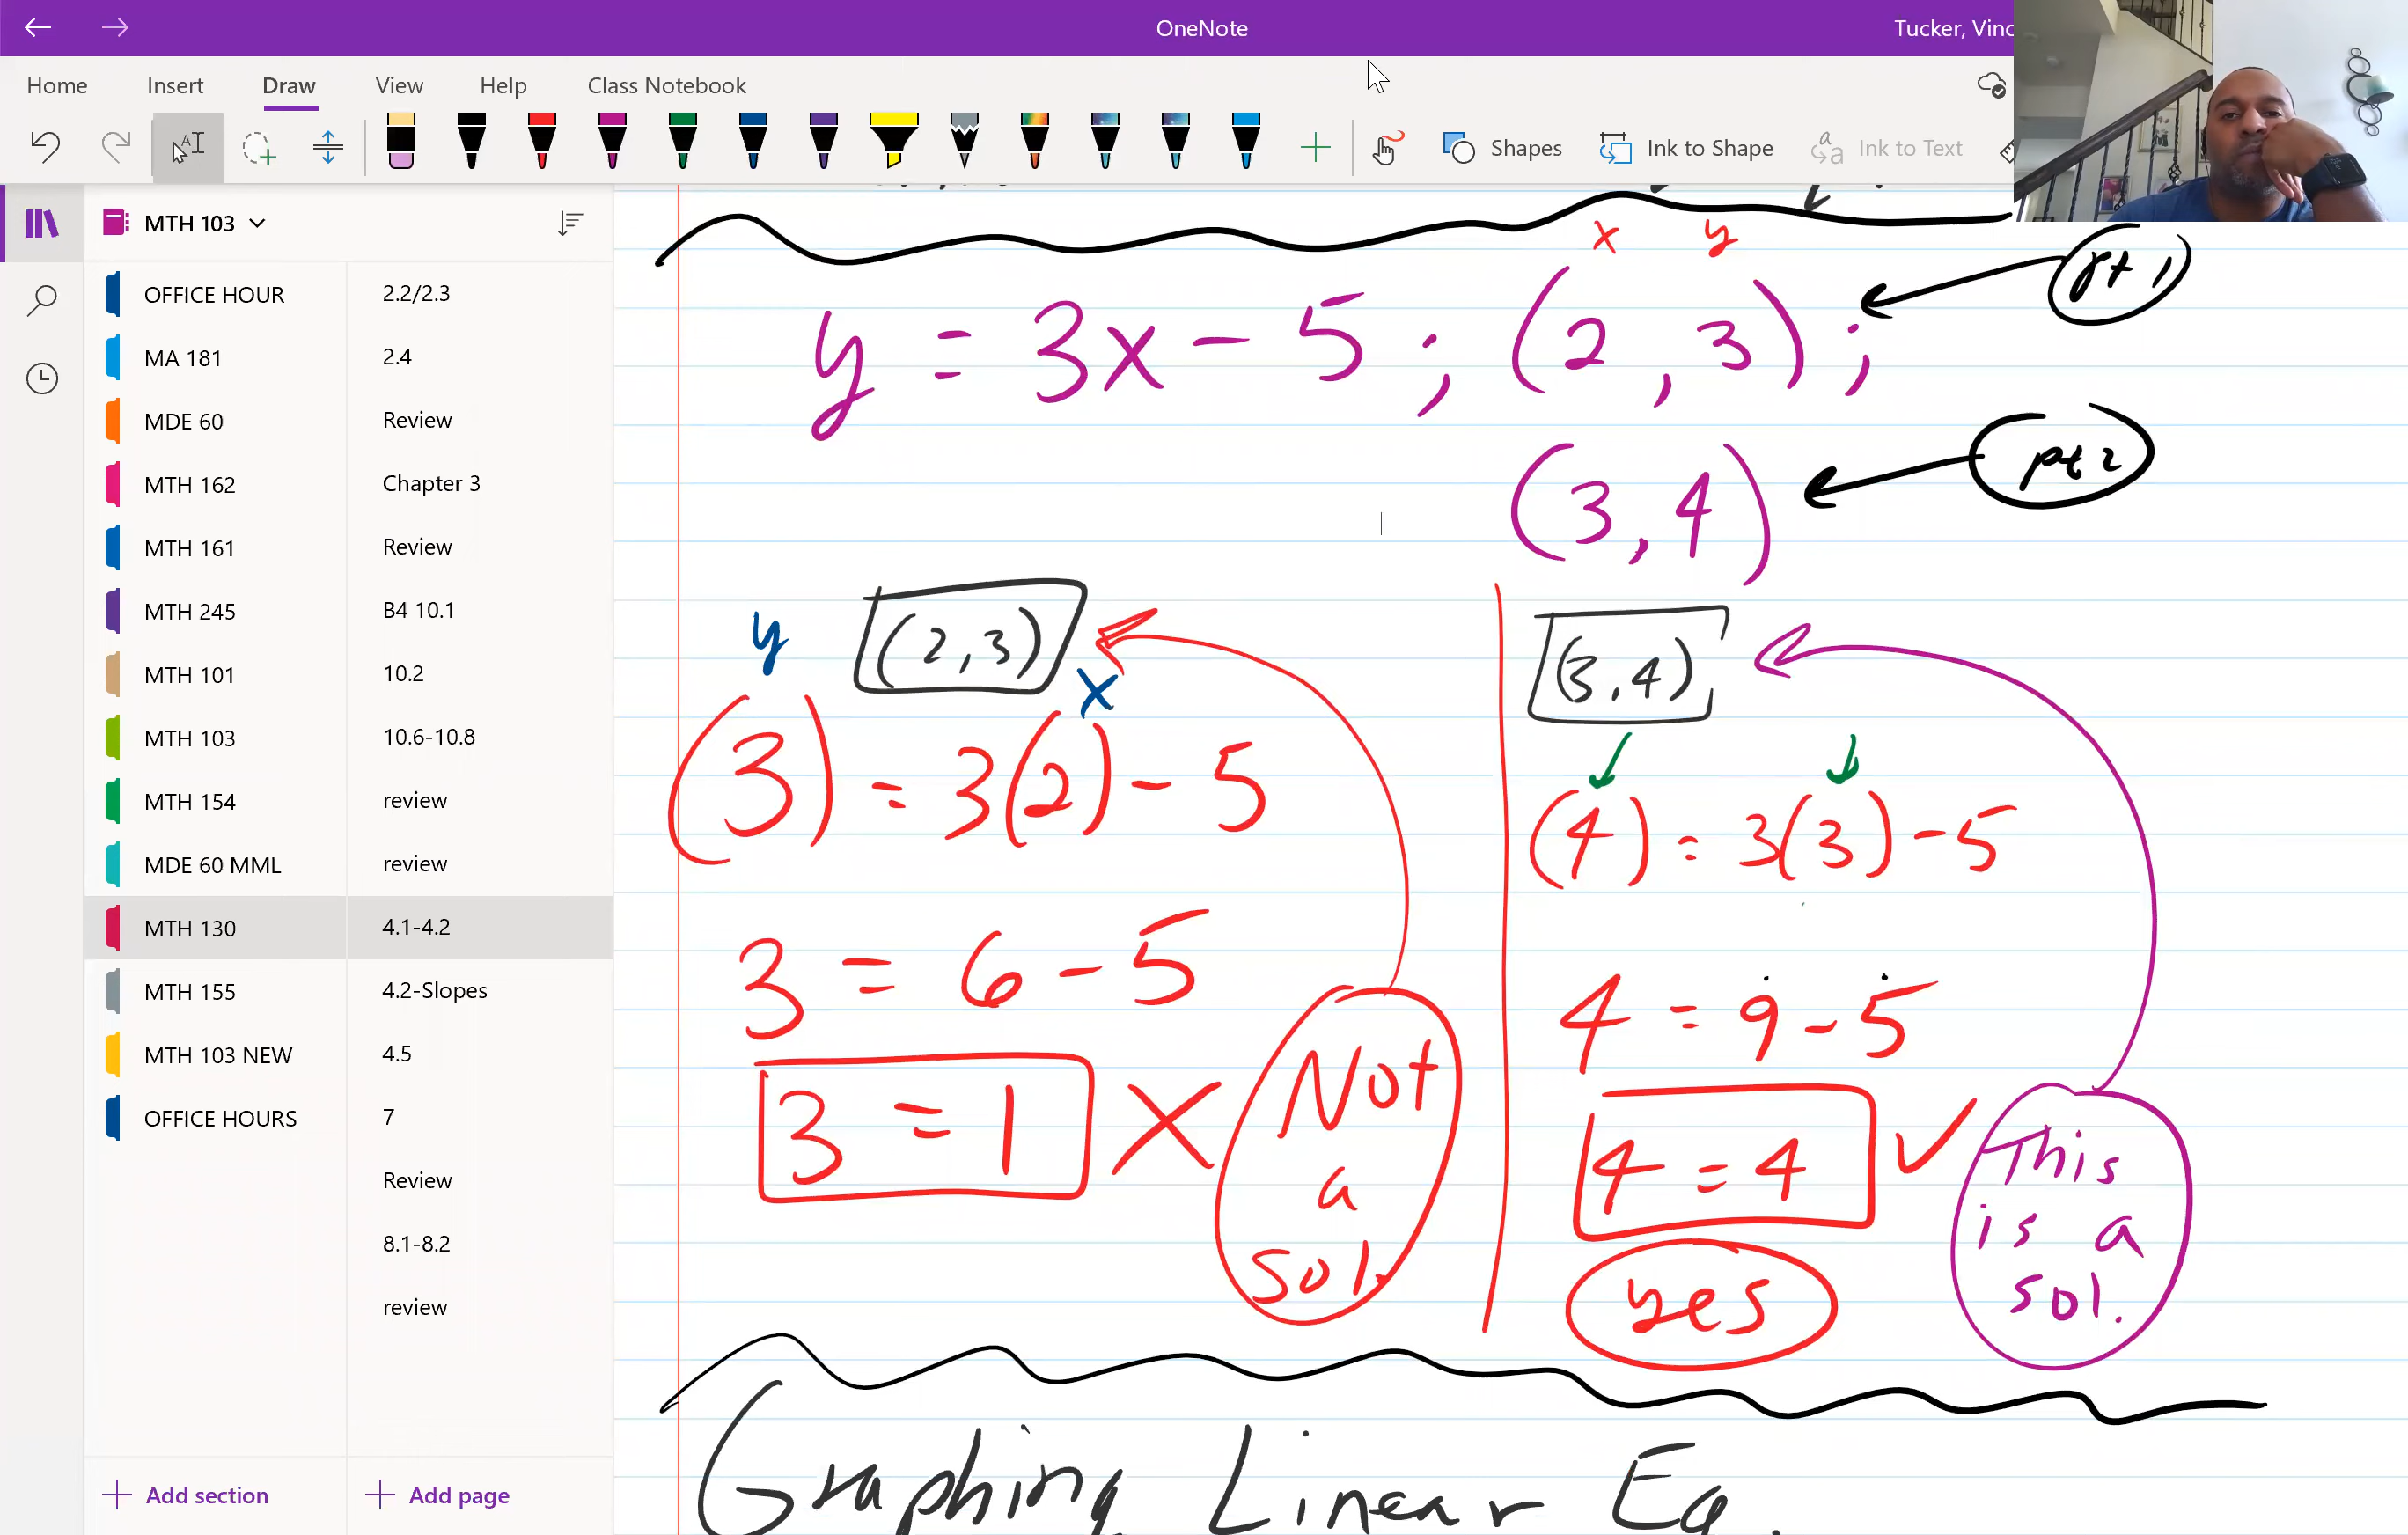 OneNote
Tucker, Vinc
Home Insert Draw View Help Class Notebook
Shapes Ink to Shape Ink to Text
MTH 103
OFFICE HOUR
MA 181
MDE 60
MTH 162
MTH 161
MTH 245
MTH 101
MTH 103
MTH 154
MDE 60 MML
MTH 130
MTH 155
MTH 103 NEW
OFFICE HOURS
Add section
2.2/2.3
2.4
Review
Chapter 3
Review
B4 10.1
10.2
10.6-10.8
review
review
4.1-4.2
4.2-Slopes
4.5
7
Review
8.1-8.2
review
Add page
x y
y = 3x - 5 ; (2, 3) ;
pt 1
(3, 4)
pt 2
y (2, 3) x
(3) = 3(2) - 5
3 = 6 - 5
3 = 1 X
Not
a
sol.
(3, 4)
(4) = 3(3) - 5
4 = 9 - 5
4 = 4 ✓
yes
This
is a
sol.
Graphing Linear Eq.